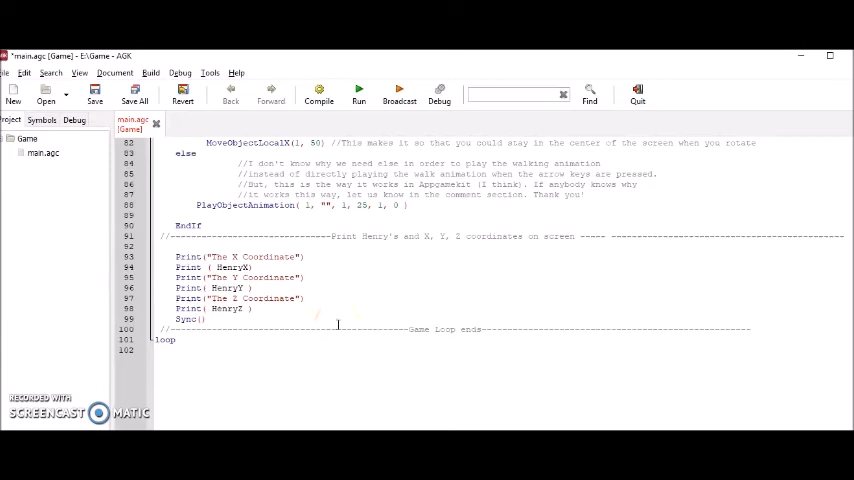 *main.agc [Game] - E:\Game - AGK
File Edit Search View Document Build Debug Tools Help
New Open Save Save All Revert Back Forward Compile Run Broadcast Debug Find Quit
Project Symbols Debug
main.agc
[Game]
Game
main.agc
82 MoveObjectLocalX(1, 50) //This makes it so that you could stay in the center of the screen when you rotate
83 else
84 //I don't know why we need else in order to play the walking animation
85 //instead of directly playing the walk animation when the arrow keys are pressed.
86 //But, this is the way it works in Appgamekit (I think). If anybody knows why
87 //it works this way, let us know in the comment section. Thank you!
88 PlayObjectAnimation( 1, "", 1, 25, 1, 0 )
89
90 EndIf
91 //-------------------------------Print Henry's and X, Y, Z coordinates on screen ----- --------------------------------------------
92
93 Print("The X Coordinate")
94 Print ( HenryX)
95 Print("The Y Coordinate")
96 Print( HenryY )
97 Print("The Z Coordinate")
98 Print( HenryZ )
99 Sync()
100 //----------------------------------------------Game Loop ends----------------------------------------------------
101 loop
102
RECORDED WITH
SCREENCAST MATIC